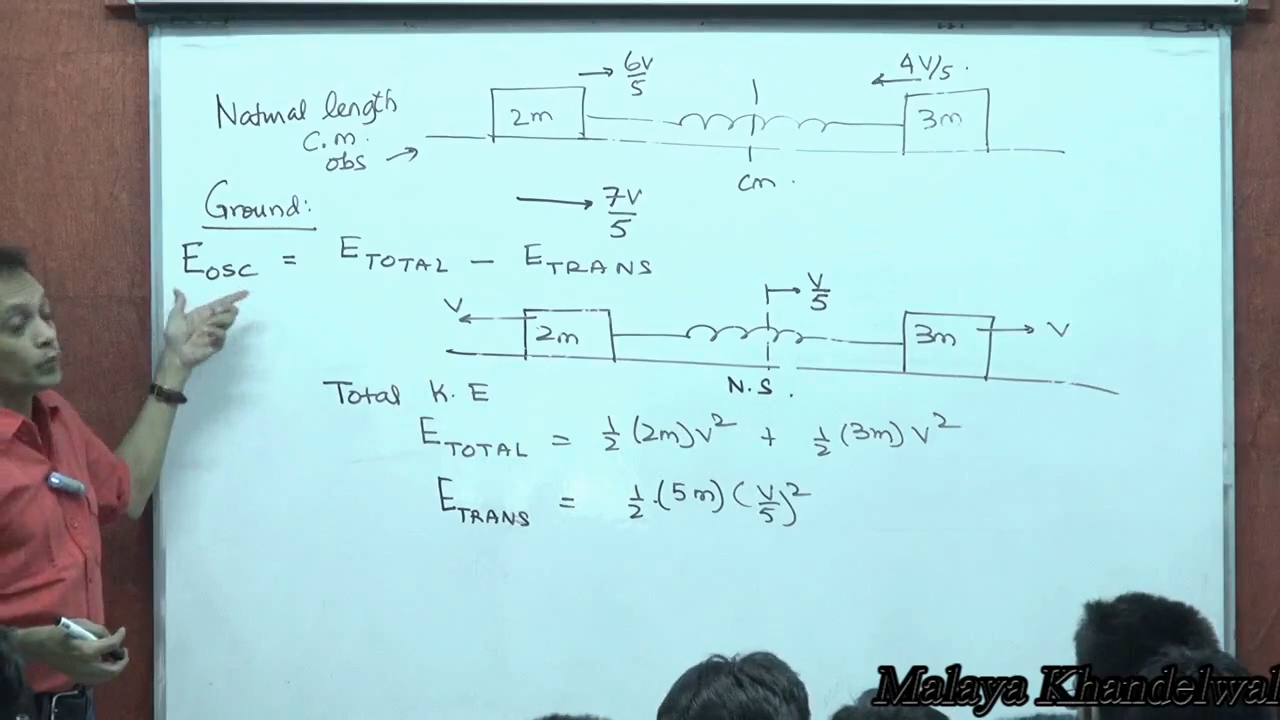 6V/5
4V/5.
2m
3m
Natural length
C.m.
obs
cm.
Ground:
7V/5
E_OSC = E_TOTAL - E_TRANS
V/5
V
2m
3m
V
N.S.
Total K.E
E_TOTAL = 1/2 (2m)v² + 1/2 (3m)v²
E_TRANS = 1/2.(5m)(V/5)²
Malaya Khandelwal